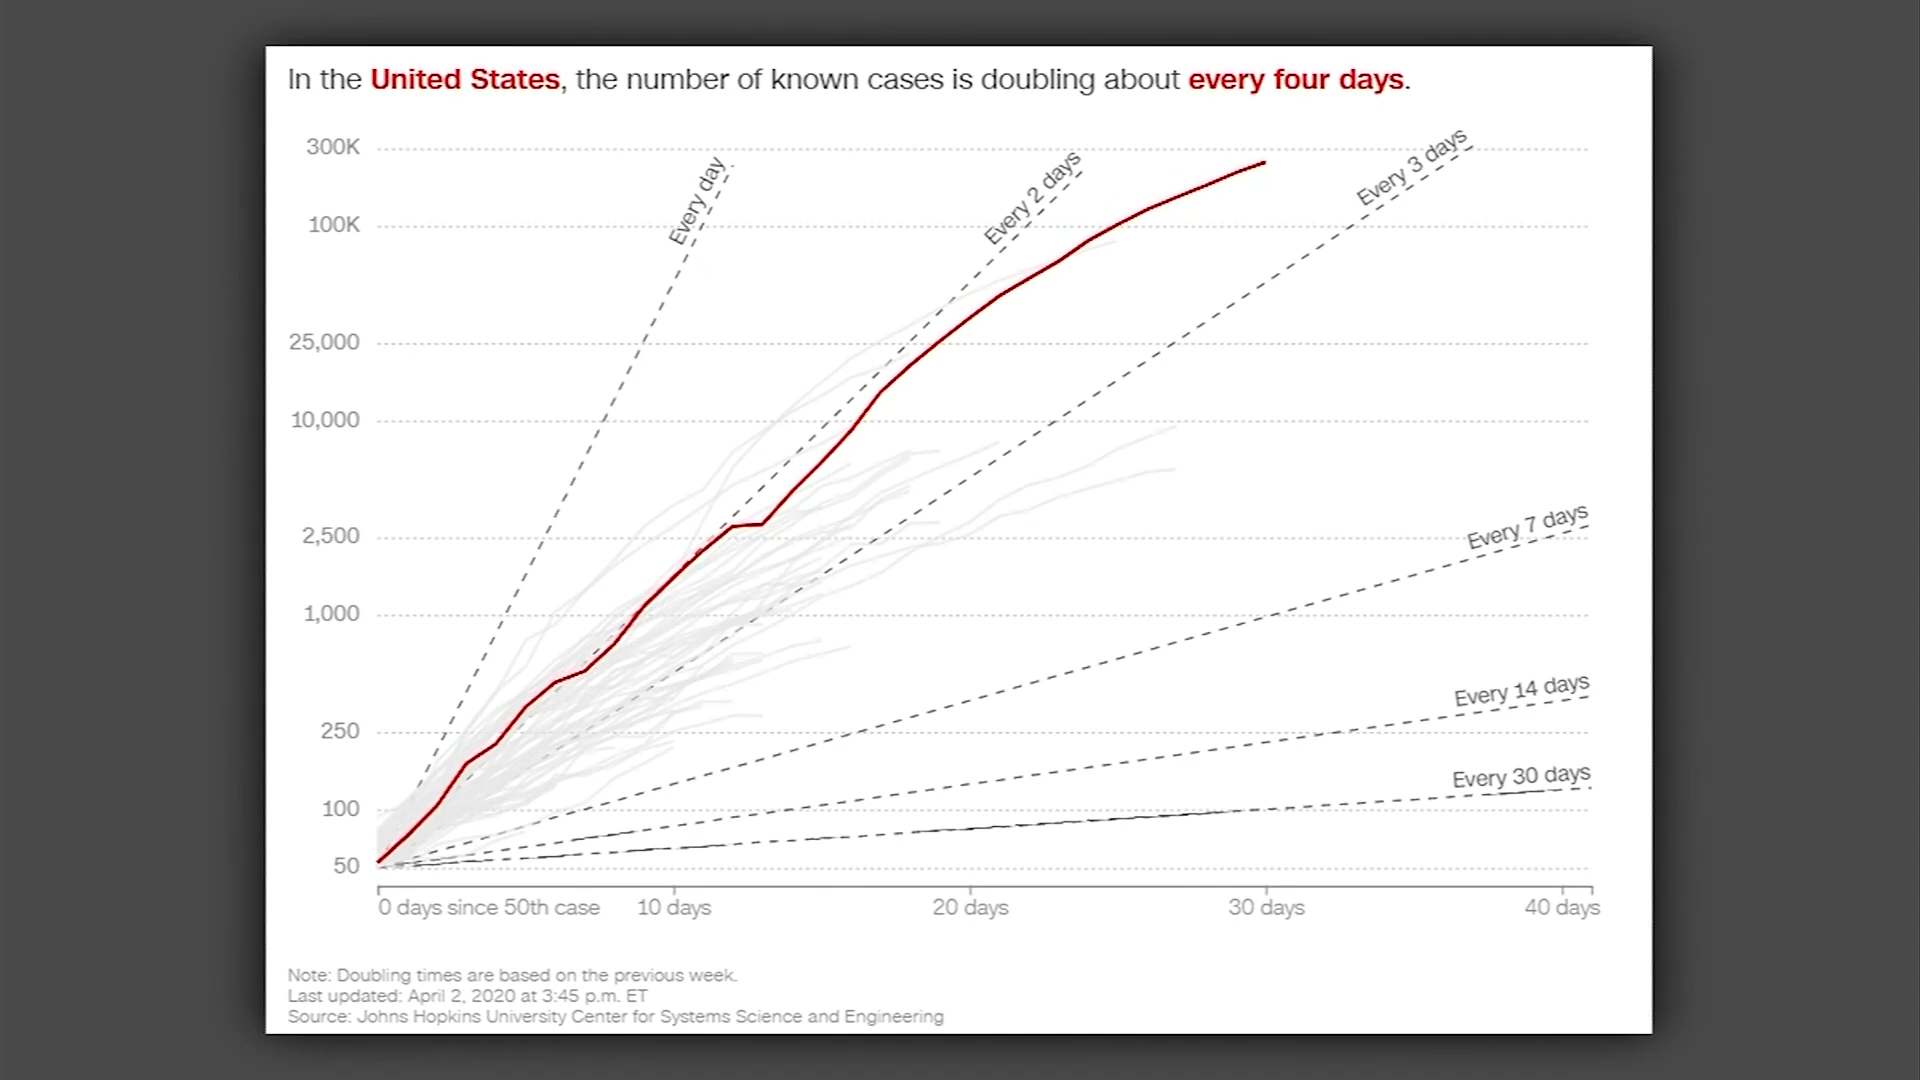 In the United States, the number of known cases is doubling about every four days.
300K
100K
25,000
10,000
2,500
1,000
250
100
50
Every day
Every 2 days
Every 3 days
Every 7 days
Every 14 days
Every 30 days
0 days since 50th case
10 days
20 days
30 days
40 days
Note: Doubling times are based on the previous week.
Last updated: April 2, 2020 at 3:45 p.m. ET
Source: Johns Hopkins University Center for Systems Science and Engineering